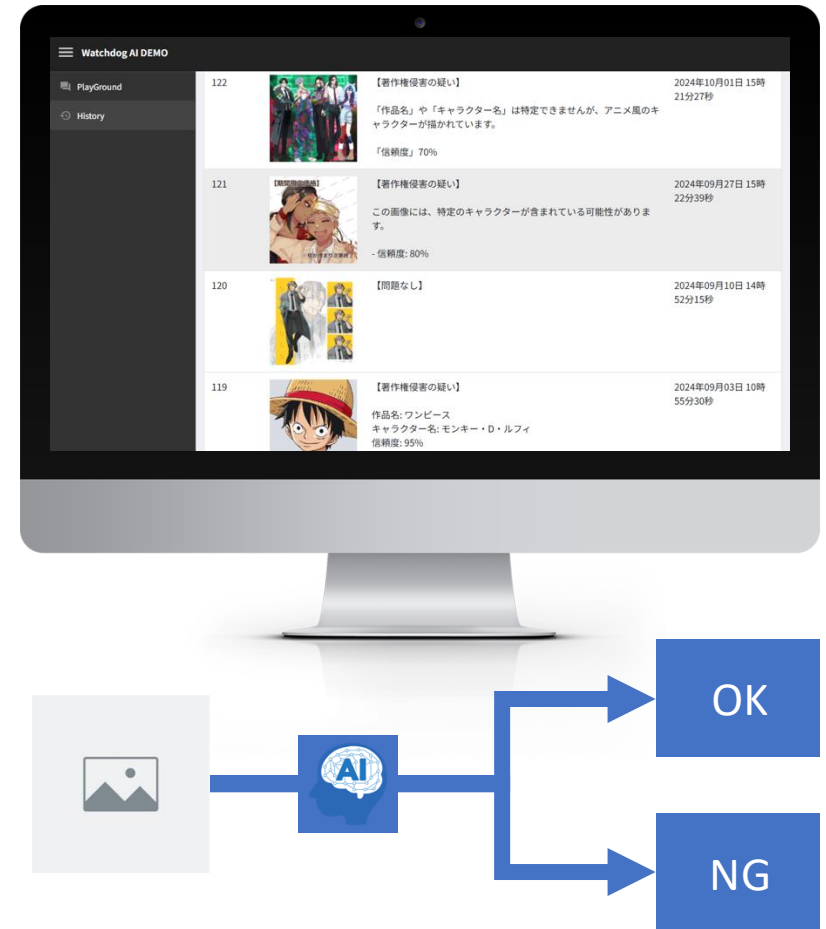 Watchdog AI DEMO
PlayGround
History
122
【著作権侵害の疑い】
「作品名」や「キャラクター名」は特定できませんが、アニメ風のキ
ャラクターが描かれています。
「信頼度」70%
2024年10月01日 15時
21分27秒
121
【期間限定価格】
【著作権侵害の疑い】
この画像には、特定のキャラクターが含まれている可能性がありま
す。
- 信頼度: 80%
2024年09月27日 15時
22分39秒
120
【問題なし】
2024年09月10日 14時
52分15秒
119
【著作権侵害の疑い】
作品名: ワンピース
キャラクター名: モンキー・D・ルフィ
信頼度: 95%
2024年09月03日 10時
55分30秒
AI
OK
NG